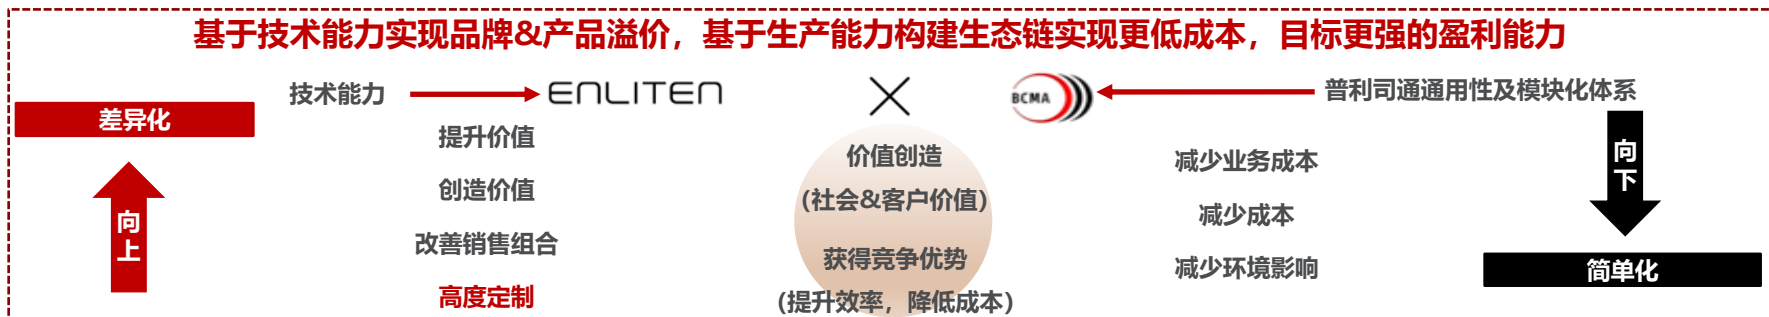 基于技术能力实现品牌&产品溢价，基于生产能力构建生态链实现更低成本，目标更强的盈利能力
技术能力
ENLITEN
BCMA
普利司通通用性及模块化体系
差异化
向上
提升价值
创造价值
改善销售组合
高度定制
价值创造
(社会&客户价值)
获得竞争优势
(提升效率，降低成本)
减少业务成本
减少成本
减少环境影响
向下
简单化